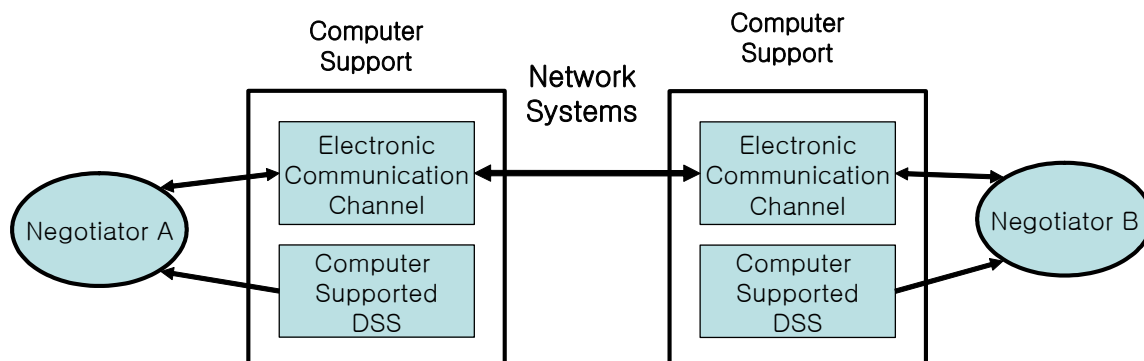 Computer
Support
Computer
Support
Network
Systems
Electronic
Communication
Channel
Electronic
Communication
Channel
Negotiator A
Negotiator B
Computer
Supported
DSS
Computer
Supported
DSS